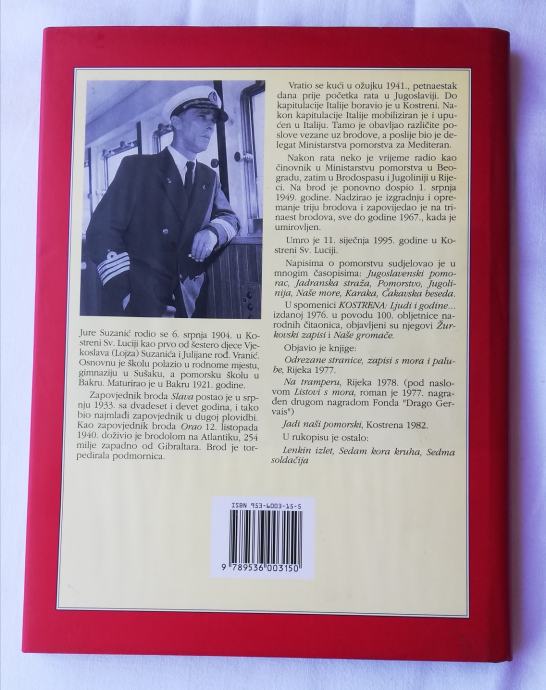 Jure Suzanić rodio se 6. srpnja 1904. u Ko-
streni Sv. Luciji kao prvo od šestero djece Vje-
koslava (Lojza) Suzanića i Julijane rođ. Vranić.
Osnovnu je školu polazio u rodnome mjestu,
gimnaziju u Sušaku, a pomorsku školu u
Bakru. Maturirao je u Bakru 1921. godine.
Zapovjednik broda Slava postao je u srp-
nju 1933. sa dvadeset i devet godina, i tako
bio najmlađi zapovjednik u dugoj plovidbi.
Kao zapovjednik broda Orao 12. listopada
1940. doživio je brodolom na Atlantiku, 254
milje zapadno od Gibraltara. Brod je tor-
pedirala podmornica.
Vratio se kući u ožujku 1941., petnaestak
dana prije početka rata u Jugoslaviji. Do
kapitulacije Italije boravio je u Kostreni. Na-
kon kapitulacije Italije mobiliziran je i upu-
ćen u Italiju. Tamo je obavljao različite po-
slove vezane uz brodove, a poslije bio je de-
legat Ministarstva pomorstva za Mediteran.
Nakon rata neko je vrijeme radio kao
činovnik u Ministarstvu pomorstva u Beo-
gradu, zatim u Brodospasu i Jugoliniji u Rije-
ci. Na brod je ponovno dospio 1. srpnja
1949. godine. Nadzirao je izgradnju i opre-
manje triju brodova i zapovijedao je na tri-
naest brodova, sve do godine 1967., kada je
umirovljen.
Umro je 11. siječnja 1995. godine u Ko-
streni Sv. Luciji.
Napisima o pomorstvu sudjelovao je u
mnogim časopisima: Jugoslavenski pomo-
rac, Jadranska straža, Pomorstvo, Jugoli-
nija, Naše more, Karaka, Čakavska beseda.
U spomenici KOSTRENA: Ljudi i godine...
izdanoj 1976. u povodu 100. obljetnice na-
rodnih čitaonica, objavljeni su njegovi Žur-
kovski zapisi i Naše gromače.
Objavio je knjige:
Odrezane stranice, zapisi s mora i palu-
be, Rijeka 1977.
Na tramperu, Rijeka 1978. (pod naslo-
vom Listovi s mora, roman je 1977. nagra-
đen drugom nagradom Fonda "Drago Ger-
vais")
Jadi naši pomorski, Kostrena 1982.
U rukopisu je ostalo:
Lenkin izlet, Sedam kora kruha, Sedma
soldačija
ISBN 953-6003-15-5
9 789536 003150